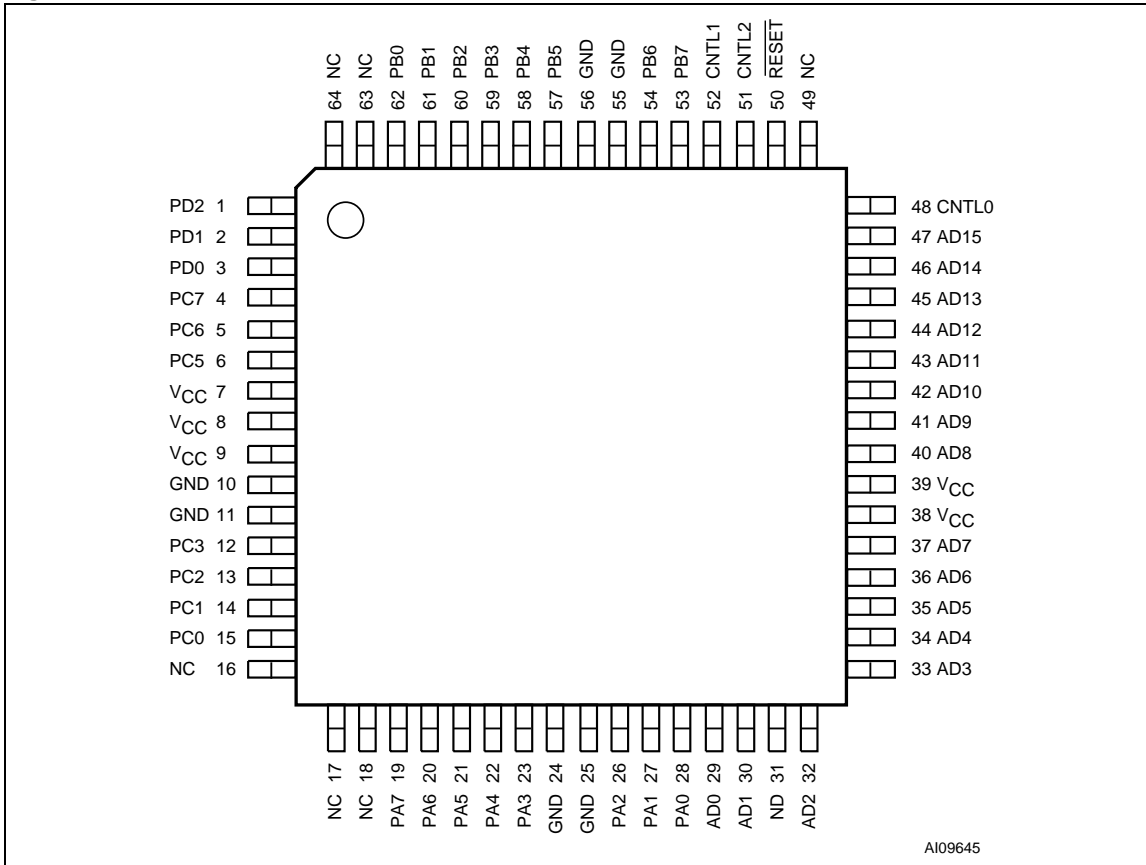 64 NC
63 NC
62 PB0
61 PB1
60 PB2
59 PB3
58 PB4
57 PB5
56 GND
55 GND
54 PB6
53 PB7
52 CNTL1
51 CNTL2
50 RESET
49 NC
PD2 1
PD1 2
PD0 3
PC7 4
PC6 5
PC5 6
VCC 7
VCC 8
VCC 9
GND 10
GND 11
PC3 12
PC2 13
PC1 14
PC0 15
NC 16
48 CNTL0
47 AD15
46 AD14
45 AD13
44 AD12
43 AD11
42 AD10
41 AD9
40 AD8
39 VCC
38 VCC
37 AD7
36 AD6
35 AD5
34 AD4
33 AD3
NC 17
NC 18
PA7 19
PA6 20
PA5 21
PA4 22
PA3 23
GND 24
GND 25
PA2 26
PA1 27
PA0 28
AD0 29
AD1 30
ND 31
AD2 32
AI09645